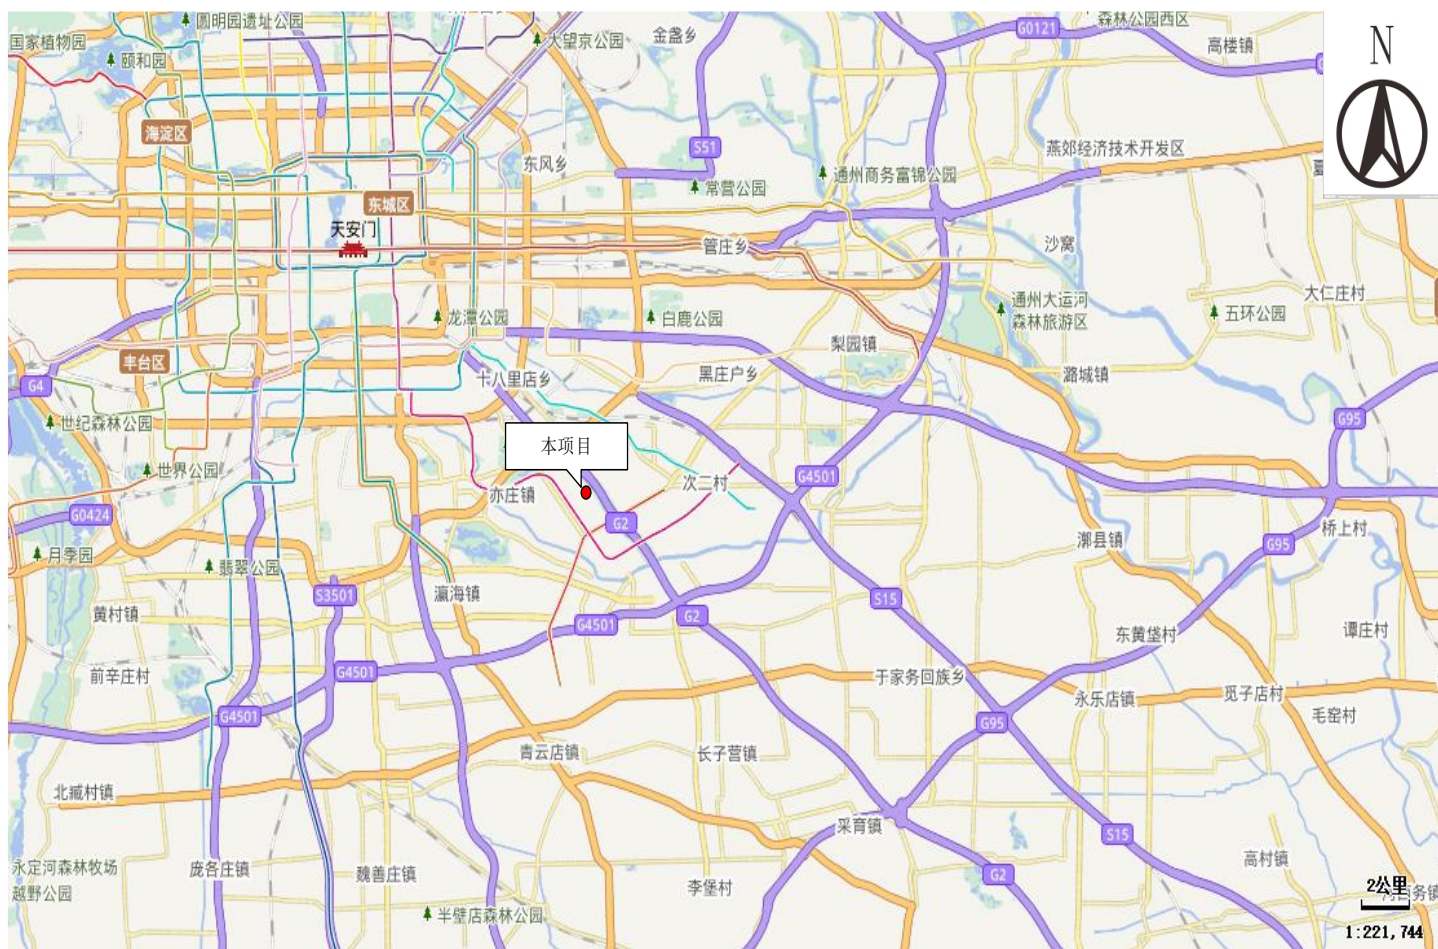 圆明园遗址公园
森林公园西区
国家植物园
大望京公园
金盏乡
G0121
高楼镇
N
颐和园
海淀区
S51
燕郊经济技术开发区
东风乡
常营公园
通州商务富锦公园
东城区
天安门
管庄乡
沙窝
大仁庄村
龙潭公园
白鹿公园
通州大运河
森林旅游区
五环公园
梨园镇
丰台区
G4
十八里店乡
黑庄户乡
潞城镇
世纪森林公园
G95
本项目
世界公园
亦庄镇
次二村
G4501
G0424
G2
桥上村
月季园
翡翠公园
漷县镇
G95
S3501
瀛海镇
S15
黄村镇
G4501
G2
东黄垡村
谭庄村
前辛庄村
G4501
于家务回族乡
永乐店镇
觅子店村
G4501
G95
毛窑村
青云店镇
长子营镇
北臧村镇
采育镇
S15
永定河森林牧场
越野公园
庞各庄镇
魏善庄镇
李堡村
G2
高村镇
2公里
半壁店森林公园
1:221,744